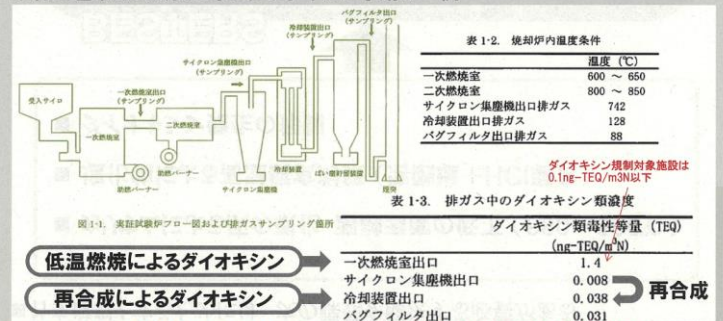 バグフィルタ出口
(サンプリング)
冷却装置出口
(サンプリング)
サイクロン集塵機出口
(サンプリング)
一次燃焼室出口
(サンプリング)
受入サイロ
一次燃焼室
二次燃焼室
助燃バーナー
助燃バーナー
サイクロン集塵機
冷却装置
ばい塵貯留装置
煙突
図1-1. 実証試験炉フロー図および排ガスサンプリング箇所
表 1-2. 焼却炉内温度条件
温度 (℃)
一次燃焼室 600 ～ 650
二次燃焼室 800 ～ 850
サイクロン集塵機出口排ガス 742
冷却装置出口排ガス 128
バグフィルタ出口排ガス 88
ダイオキシン規制対象施設は
0.1ng-TEQ/m3N以下
表 1-3. 排ガス中のダイオキシン類濃度
ダイオキシン類毒性等量 (TEQ)
(ng-TEQ/m³N)
低温燃焼によるダイオキシン
一次燃焼室出口 1.4
サイクロン集塵機出口 0.008
再合成によるダイオキシン
冷却装置出口 0.038
再合成
バグフィルタ出口 0.031